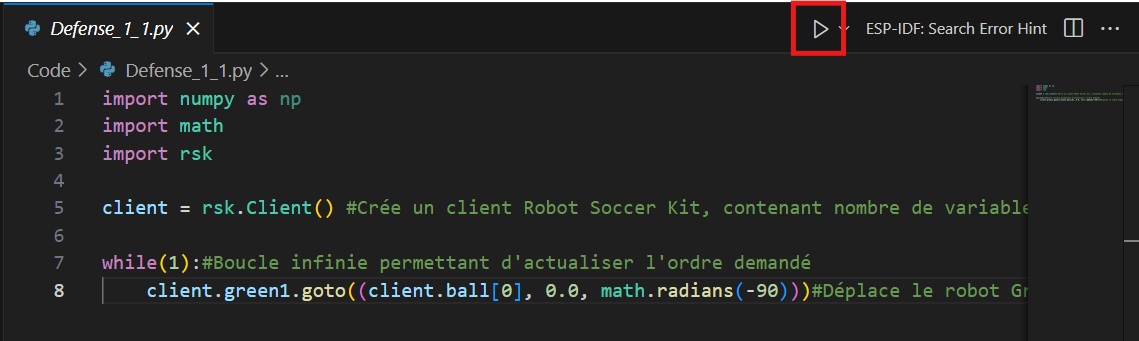 Defense_1_1.py
ESP-IDF: Search Error Hint
Code > Defense_1_1.py > ...
1 import numpy as np
2 import math
3 import rsk
4
5 client = rsk.Client() #Crée un client Robot Soccer Kit, contenant nombre de variable
6
7 while(1):#Boucle infinie permettant d'actualiser l'ordre demandé
8 client.green1.goto((client.ball[0], 0.0, math.radians(-90)))#Déplace le robot Gr